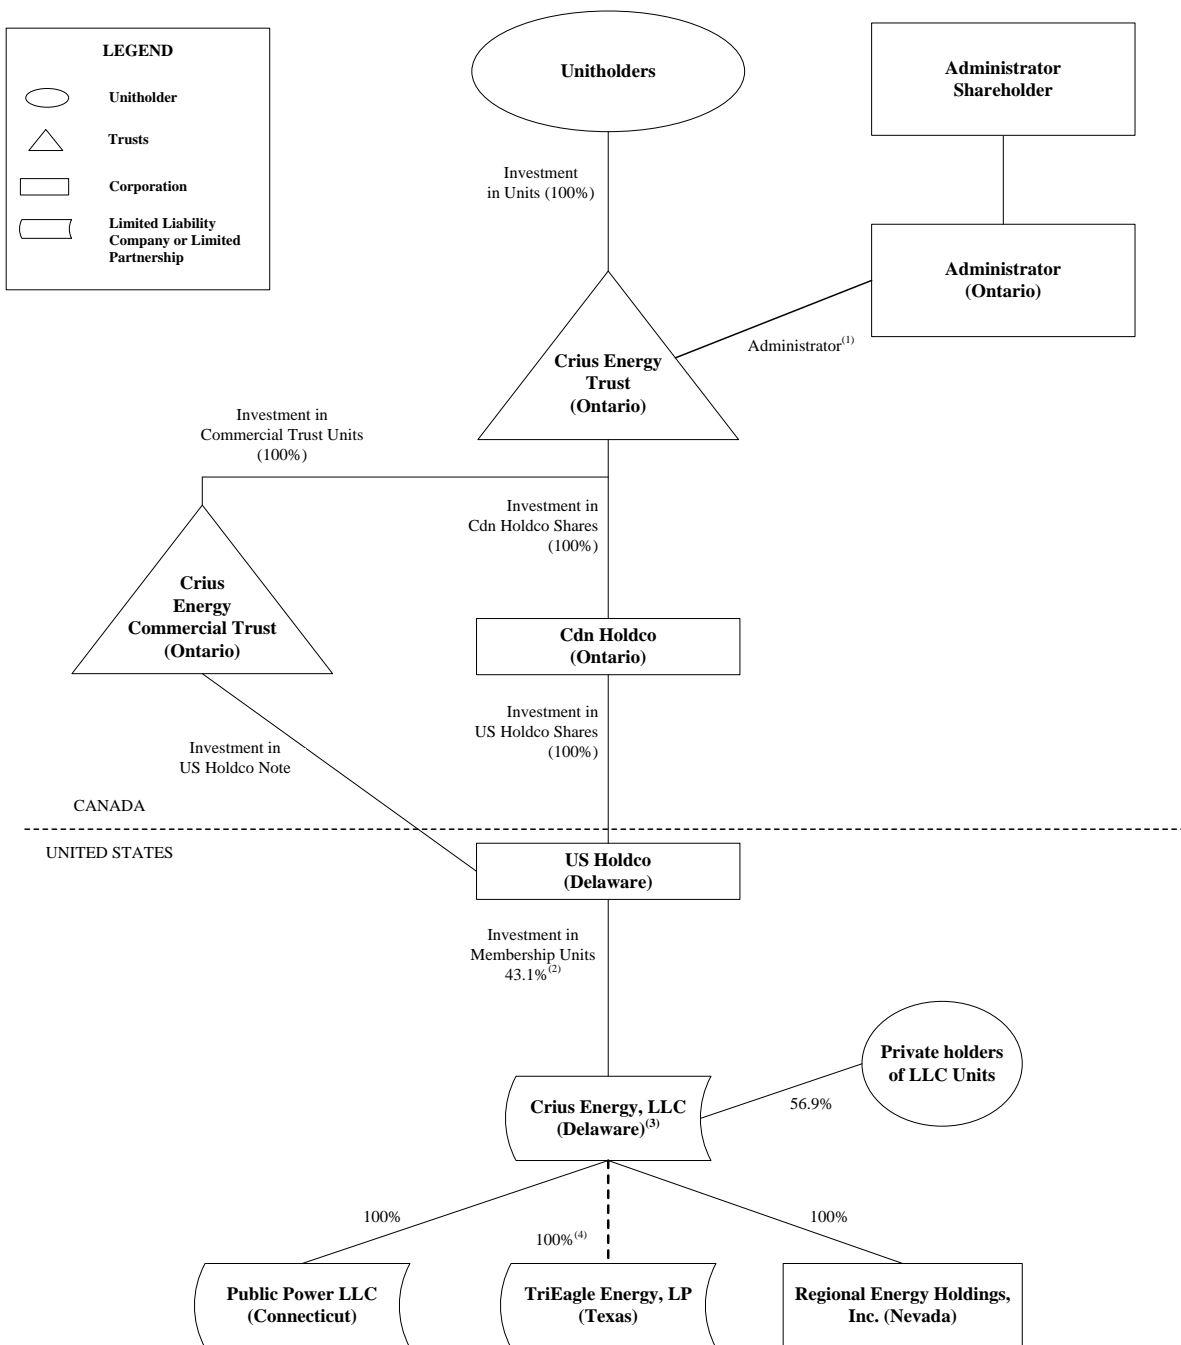 LEGEND
Unitholder
Trusts
Corporation
Limited Liability
Company or Limited
Partnership
Unitholders
Administrator
Shareholder
Investment
in Units (100%)
Administrator
(Ontario)
Administrator(1)
Crius Energy
Trust
(Ontario)
Investment in
Commercial Trust Units
(100%)
Investment in
Cdn Holdco Shares
(100%)
Crius
Energy
Commercial Trust
(Ontario)
Cdn Holdco
(Ontario)
Investment in
US Holdco Shares
(100%)
Investment in
US Holdco Note
CANADA
UNITED STATES
US Holdco
(Delaware)
Investment in
Membership Units
43.1%(2)
Private holders
of LLC Units
56.9%
Crius Energy, LLC
(Delaware)(3)
100%
100%(4)
100%
Public Power LLC
(Connecticut)
TriEagle Energy, LP
(Texas)
Regional Energy Holdings,
Inc. (Nevada)